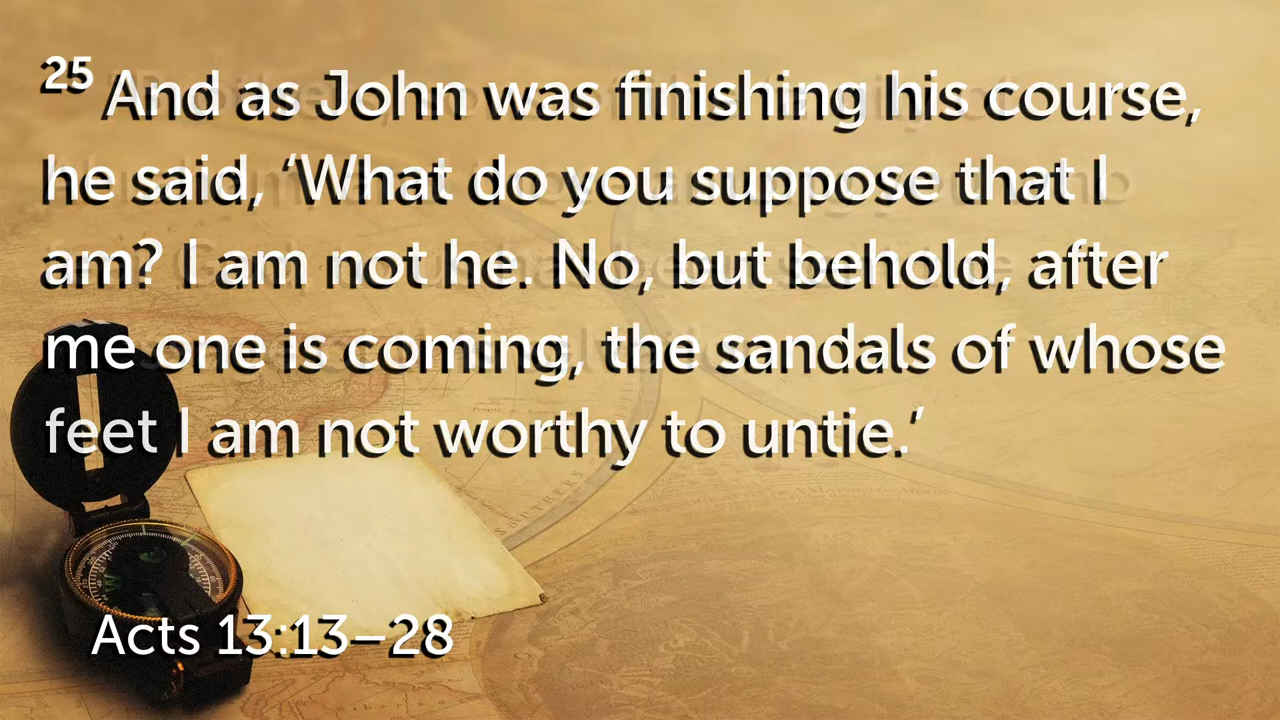 25 And as John was finishing his course,
he said, ‘What do you suppose that I
am? I am not he. No, but behold, after
me one is coming, the sandals of whose
feet I am not worthy to untie.’
SOUTHERN
Acts 13:13–28